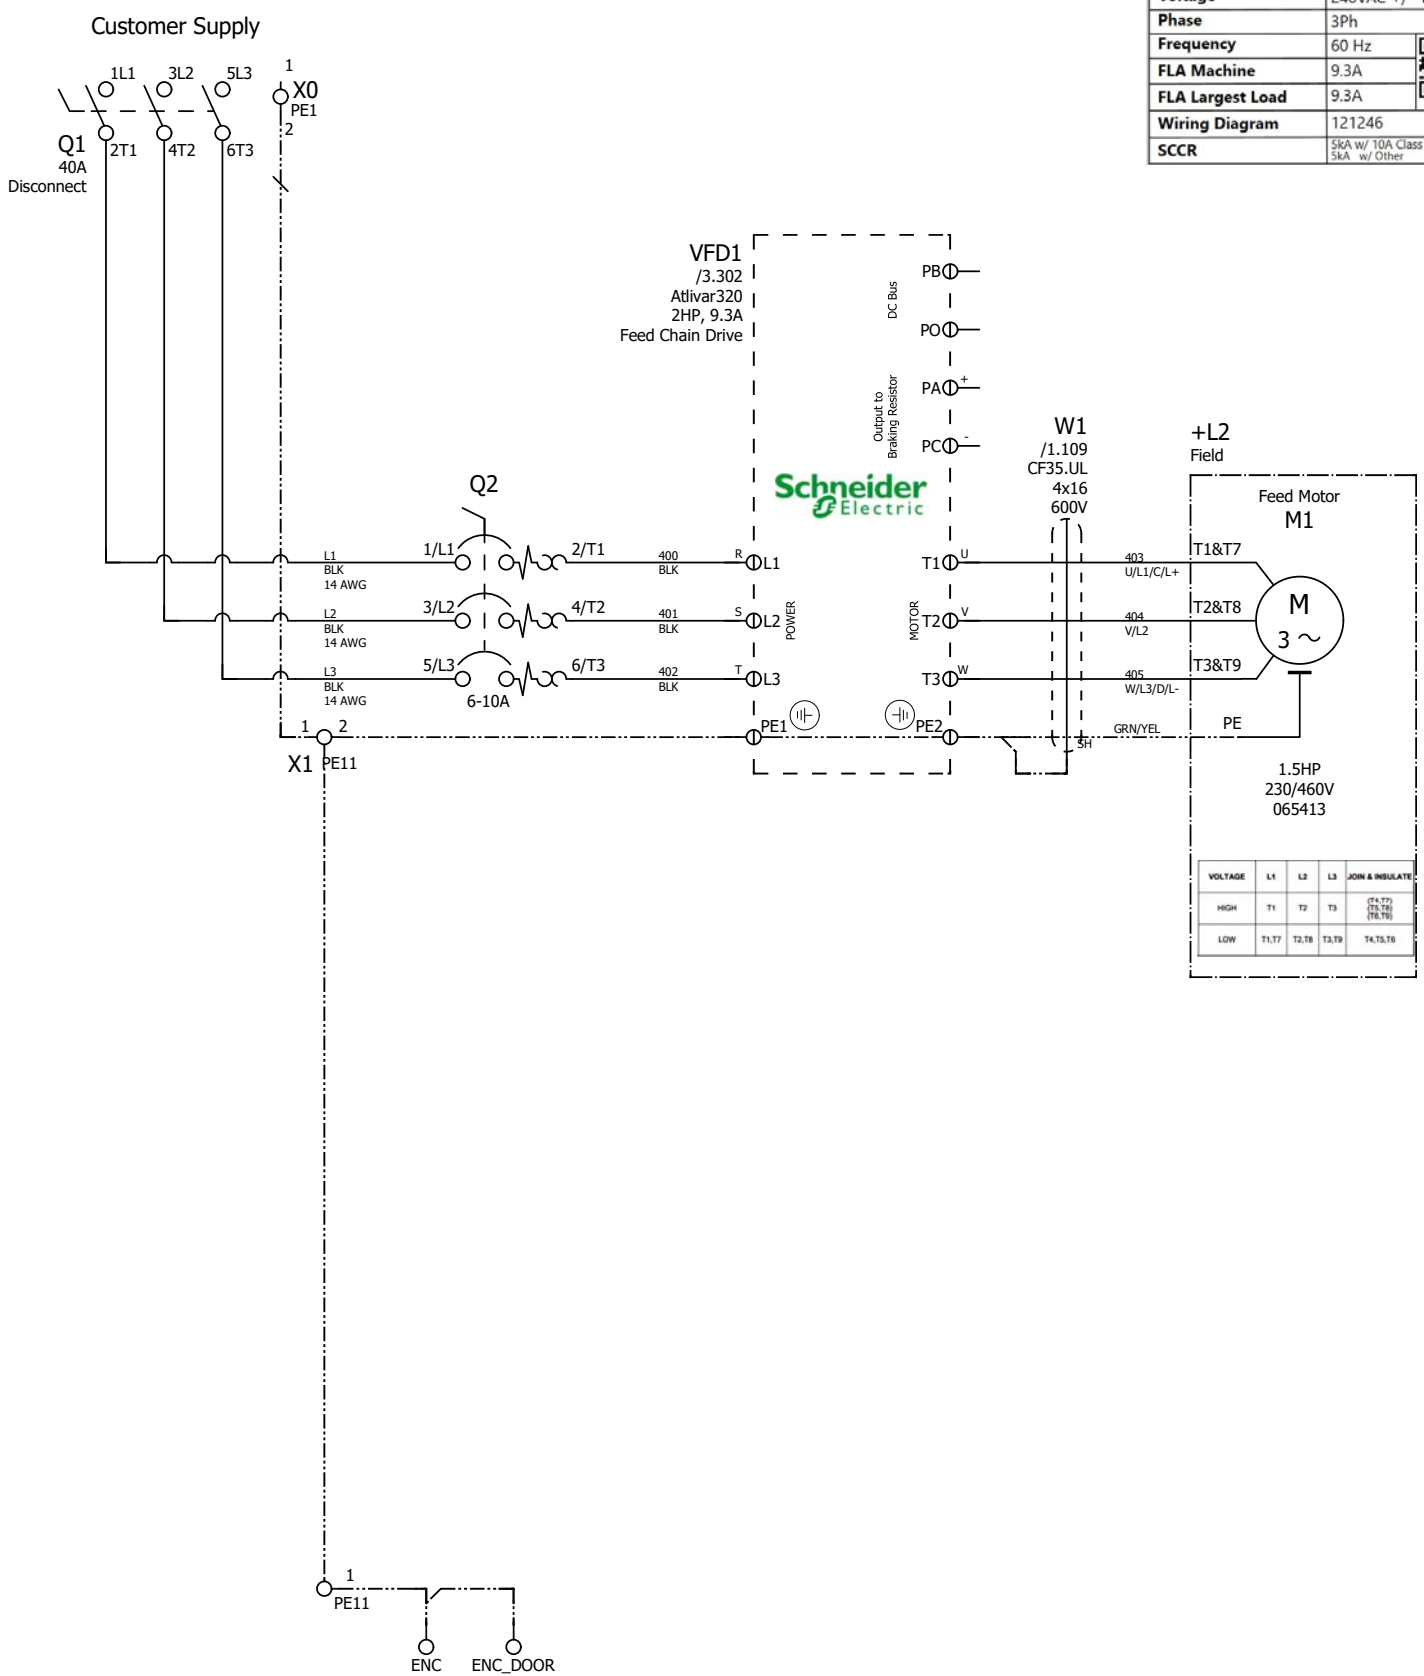 Customer Supply
1L1 3L2 5L3
1
X0
PE1
2
Q1
40A
Disconnect
2T1 4T2 6T3
Voltage 240VAC +/-
Phase 3Ph
Frequency 60 Hz
FLA Machine 9.3A
FLA Largest Load 9.3A
Wiring Diagram 121246
SCCR 5kA w/ 10A Class
5kA w/ Other
VFD1
/3.302
Atlivar320
2HP, 9.3A
Feed Chain Drive
PB
DC Bus
PO
PA +
Output to
Braking Resistor
PC -
Schneider
Electric
W1
/1.109
CF35.UL
4x16
600V
+L2
Field
Feed Motor
M1
Q2
L1
BLK
14 AWG
1/L1 2/T1
400
BLK
R L1
T1 U
403
U/L1/C/L+
T1&T7
L2
BLK
14 AWG
3/L2 4/T2
401
BLK
S L2
POWER
MOTOR
T2 V
404
V/L2
T2&T8
M
3 ~
L3
BLK
14 AWG
5/L3 6/T3
6-10A
402
BLK
T L3
T3 W
405
W/L3/D/L-
T3&T9
1 2
X1 PE11
PE1
PE2
SH
GRN/YEL
PE
1.5HP
230/460V
065413
VOLTAGE L1 L2 L3 JOIN & INSULATE
HIGH T1 T2 T3 (T4,T7)
(T5,T8)
(T6,T9)
LOW T1,T7 T2,T8 T3,T9 T4,T5,T6
1
PE11
ENC ENC_DOOR